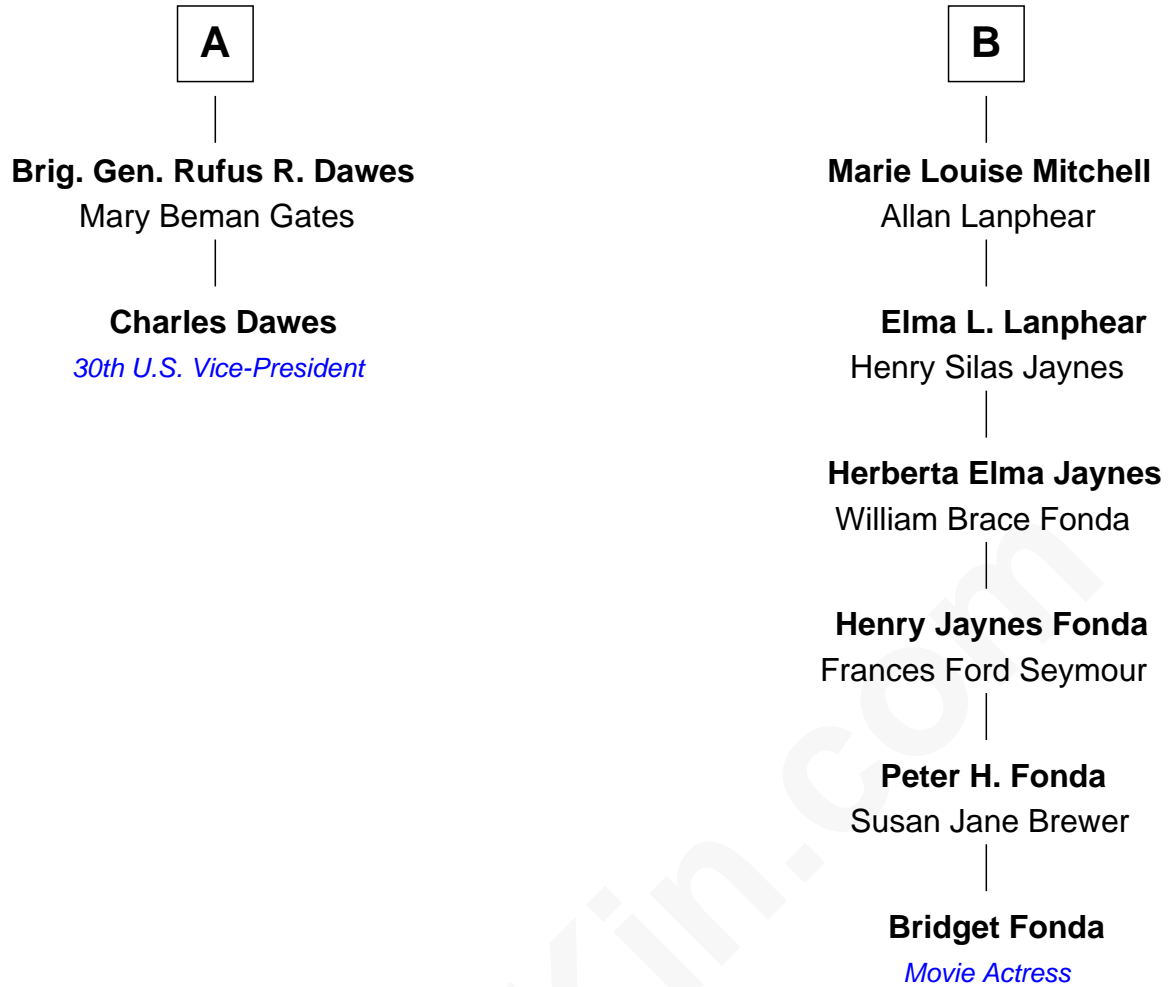 A
Brig. Gen. Rufus R. Dawes
Mary Beman Gates
Charles Dawes
30th U.S. Vice-President
B
Marie Louise Mitchell
Allan Lanphear
Elma L. Lanphear
Henry Silas Jaynes
Herberta Elma Jaynes
William Brace Fonda
Henry Jaynes Fonda
Frances Ford Seymour
Peter H. Fonda
Susan Jane Brewer
Bridget Fonda
Movie Actress
Kin.com